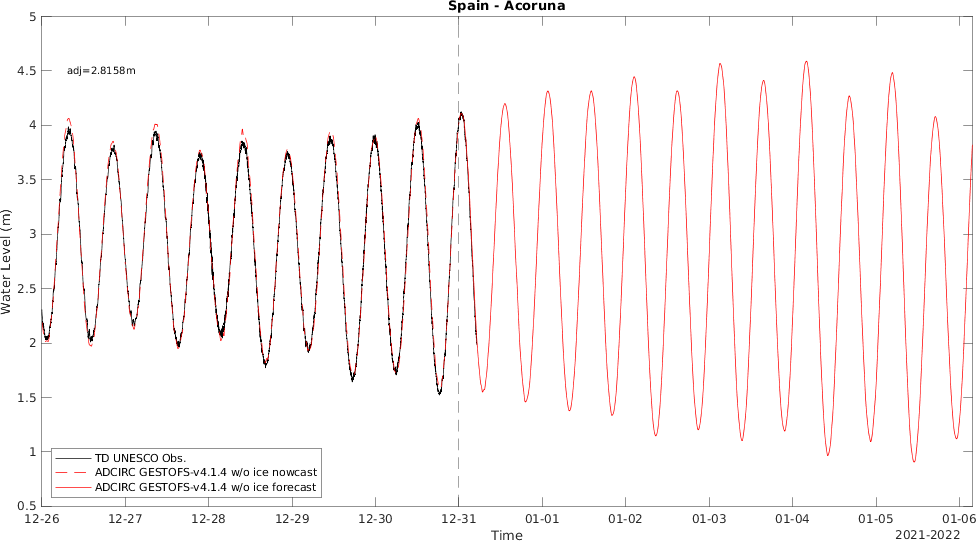 Spain - Acoruna
adj=2.8158m
Water Level (m)
5
4.5
4
3.5
3
2.5
2
1.5
1
0.5
TD UNESCO Obs.
ADCIRC GESTOFS-v4.1.4 w/o ice nowcast
ADCIRC GESTOFS-v4.1.4 w/o ice forecast
12-26 12-27 12-28 12-29 12-30 12-31 01-01 01-02 01-03 01-04 01-05 01-06
Time
2021-2022